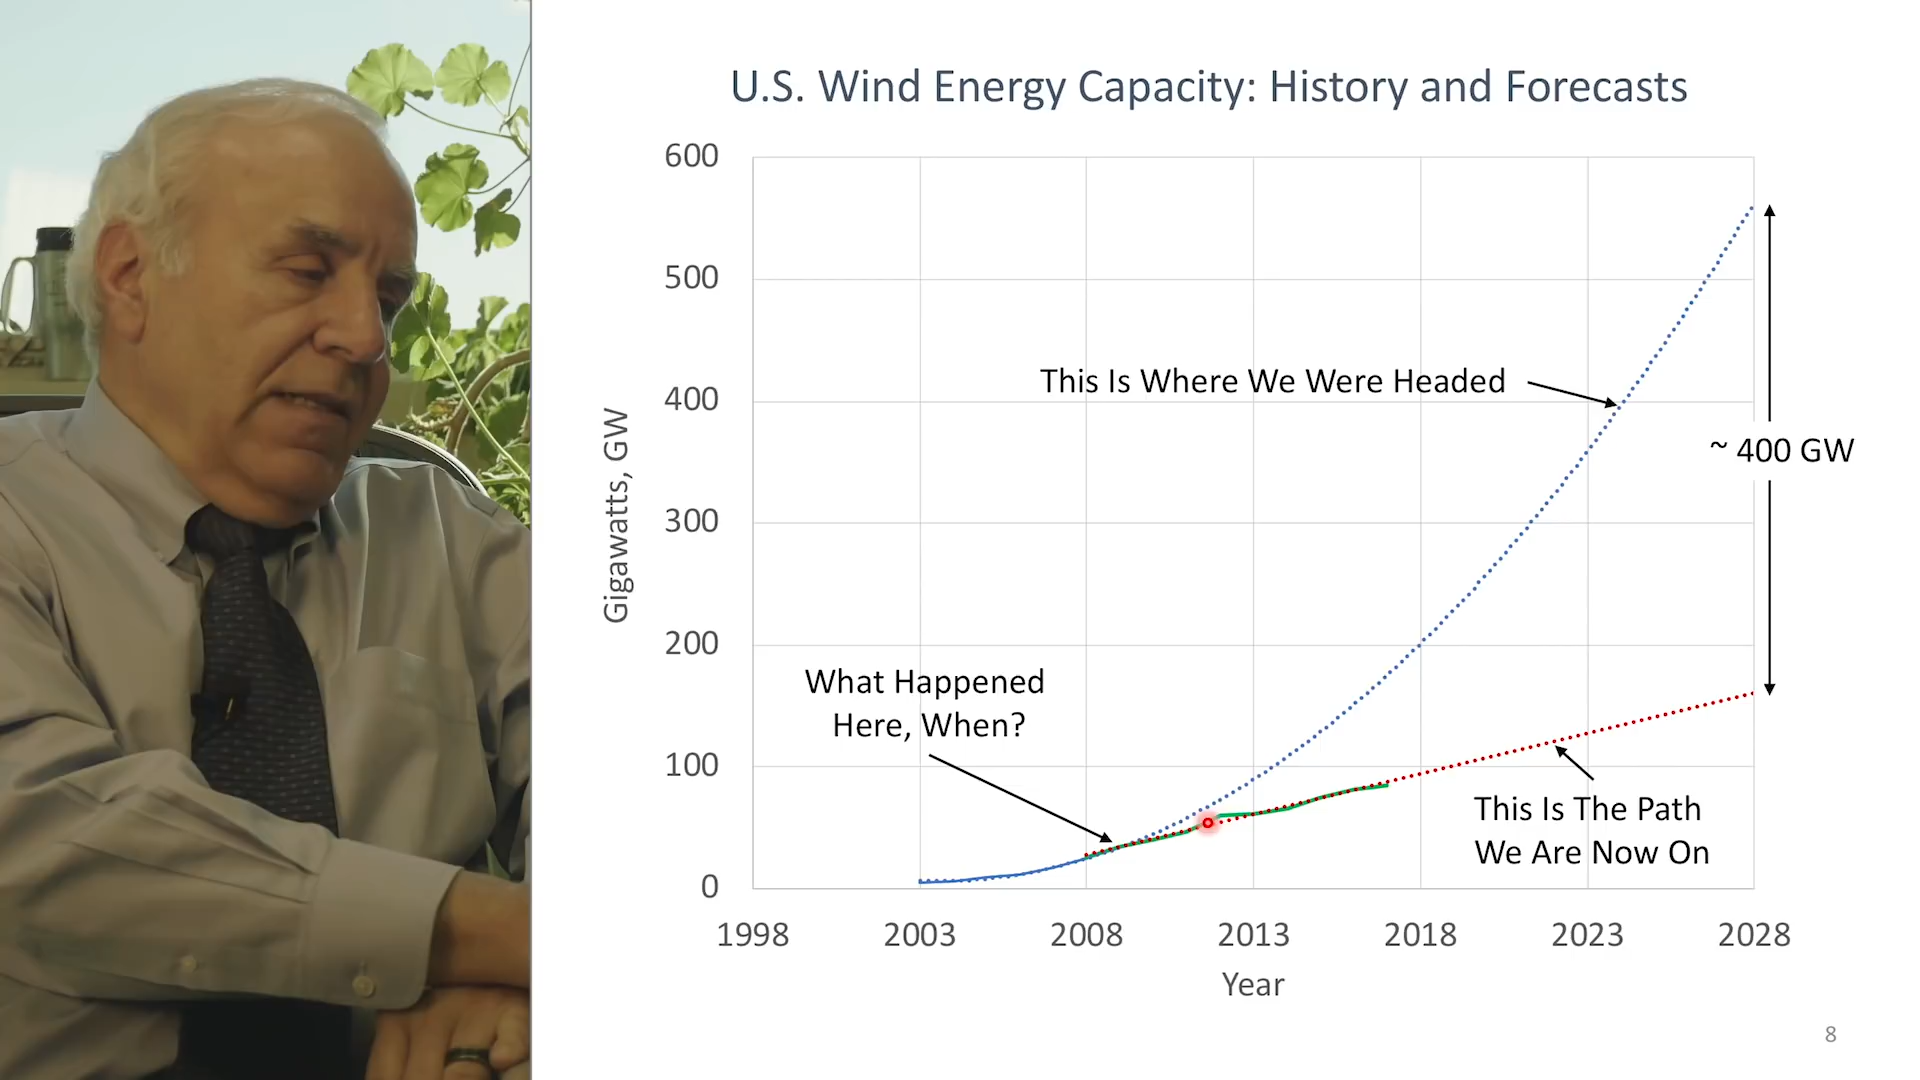 U.S. Wind Energy Capacity: History and Forecasts
600
500
400
300
200
100
0
Gigawatts, GW
This Is Where We Were Headed
~ 400 GW
What Happened
Here, When?
This Is The Path
We Are Now On
1998 2003 2008 2013 2018 2023 2028
Year
8